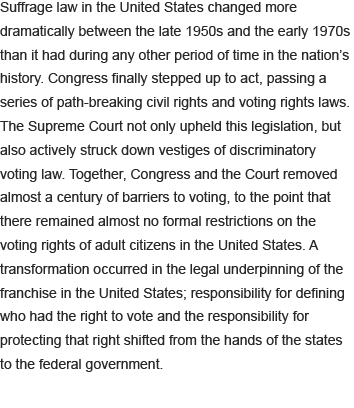 Suffrage law in the United States changed more
dramatically between the late 1950s and the early 1970s
than it had during any other period of time in the nation’s
history. Congress finally stepped up to act, passing a
series of path-breaking civil rights and voting rights laws.
The Supreme Court not only upheld this legislation, but
also actively struck down vestiges of discriminatory
voting law. Together, Congress and the Court removed
almost a century of barriers to voting, to the point that
there remained almost no formal restrictions on the
voting rights of adult citizens in the United States. A
transformation occurred in the legal underpinning of the
franchise in the United States; responsibility for defining
who had the right to vote and the responsibility for
protecting that right shifted from the hands of the states
to the federal government.